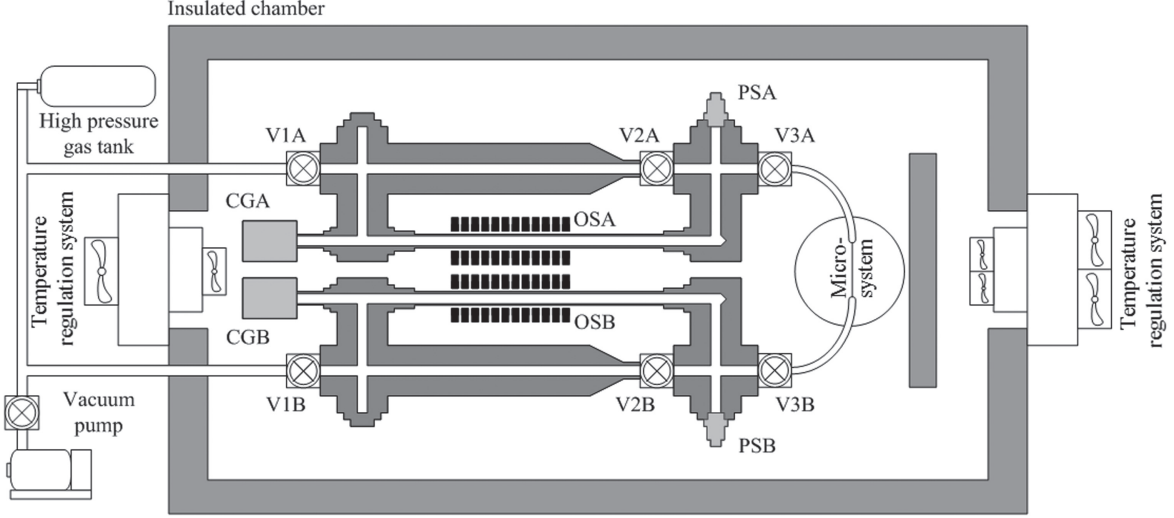 Insulated chamber
High pressure
gas tank
V1A
V2A
PSA
V3A
CGA
OSA
Temperature
regulation system
Micro-
system
Temperature
regulation system
CGB
OSB
V1B
V2B
V3B
Vacuum
pump
PSB